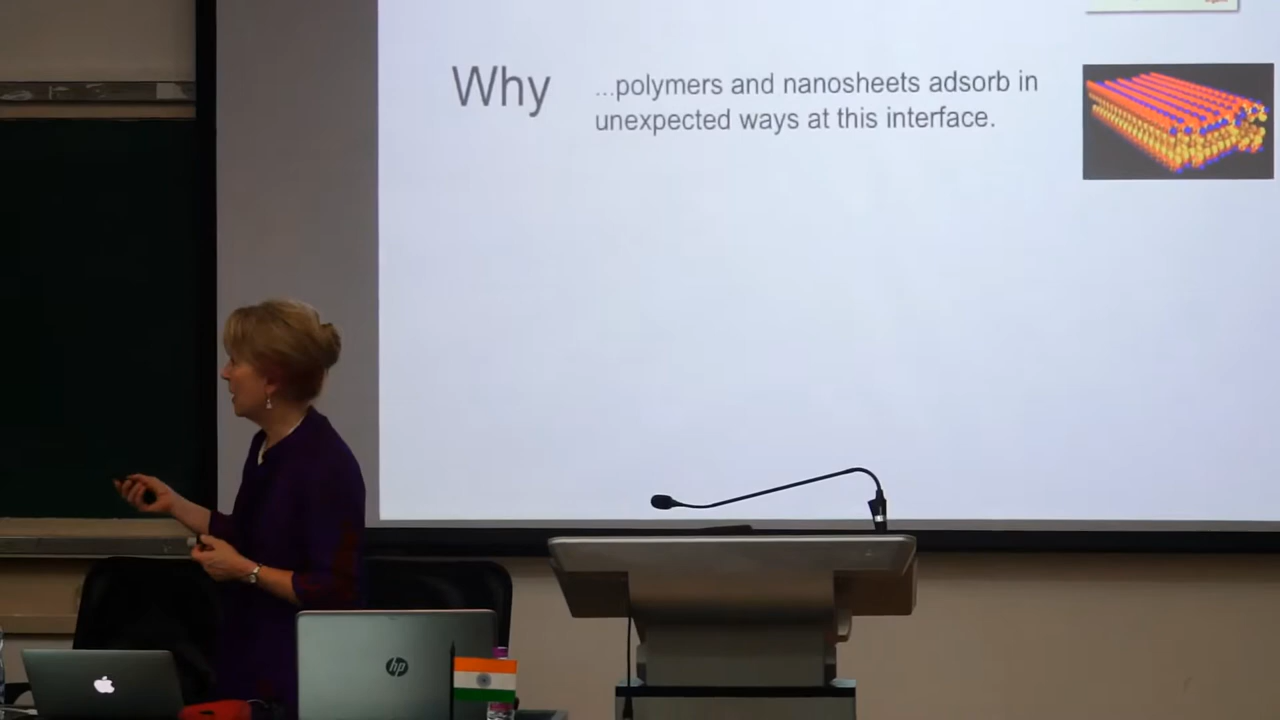 Why
...polymers and nanosheets adsorb in
unexpected ways at this interface.
hp